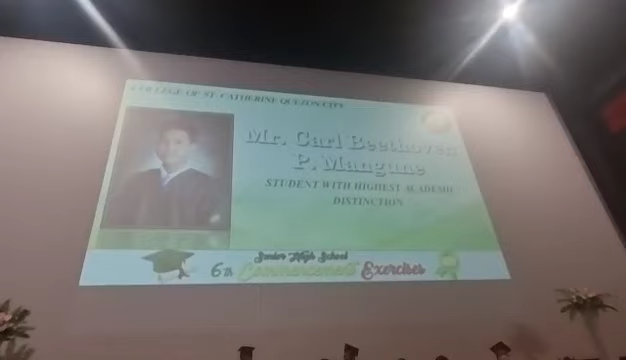 COLLEGE OF ST. CATHERINE QUEZON CITY
Mr. Carl Beethoven
P. Mangune
STUDENT WITH HIGHEST ACADEMIC
DISTINCTION
Senior High School
6th Commencement Exercises